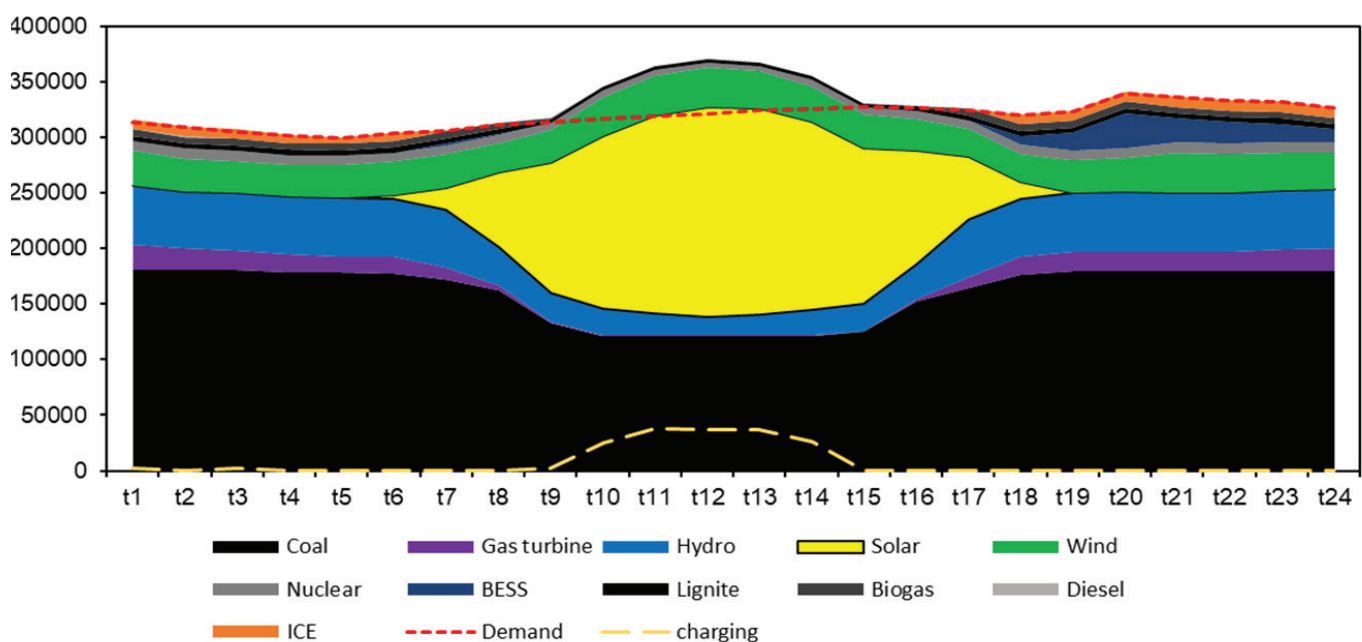 400000
350000
300000
250000
200000
150000
100000
50000
0
t1 t2 t3 t4 t5 t6 t7 t8 t9 t10 t11 t12 t13 t14 t15 t16 t17 t18 t19 t20 t21 t22 t23 t24
Coal Gas turbine Hydro Solar Wind
Nuclear BESS Lignite Biogas Diesel
ICE Demand charging